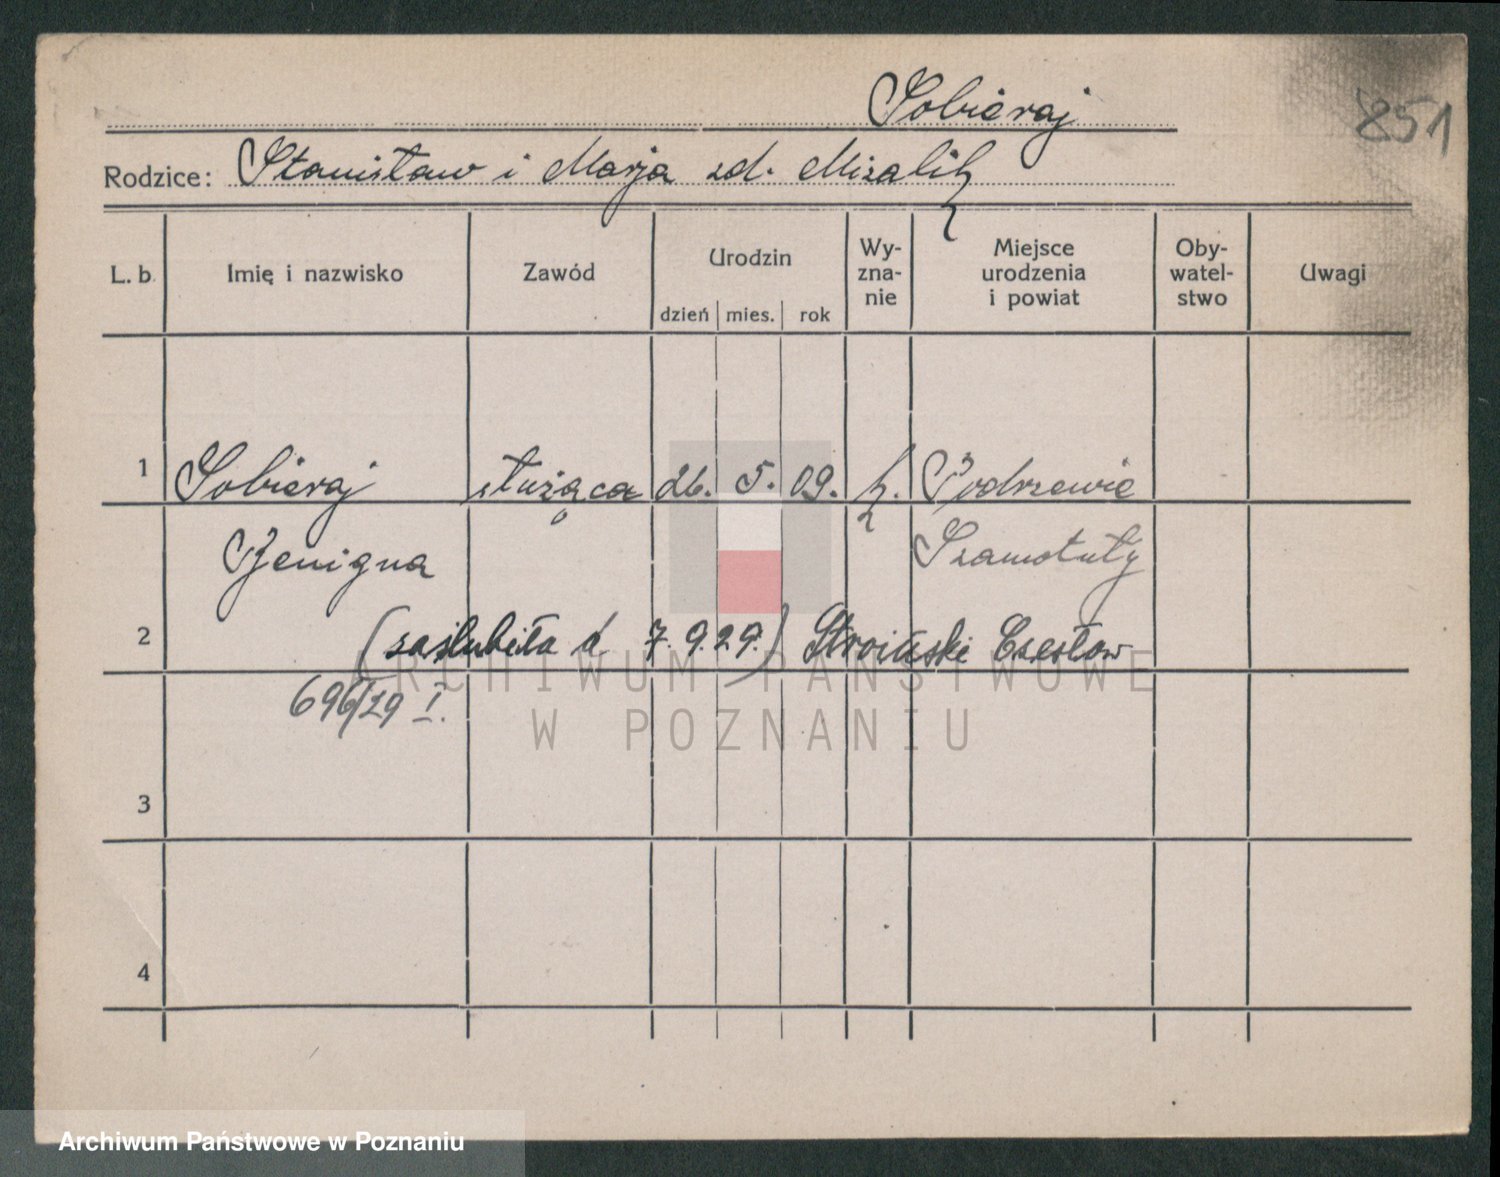 Sobieraj
851
Rodzice: Stanisław i Marja zd.
L. b. Imię i nazwisko Zawód Urodzin dzień mies. rok Wy-
zna-
nie Miejsce
urodzenia
i powiat Oby-
watel-
stwo Uwagi
1 Sobieraj służąca 26. 5. 09. k. Podrzewie
Benigna Szamotuły
2 (zaślubiła d. 7.9.29.) Stroiński Czesław
ARCHIWUM PAŃSTWOWE
696/29 I.
W POZNANIU
3
4
Archiwum Państwowe w Poznaniu